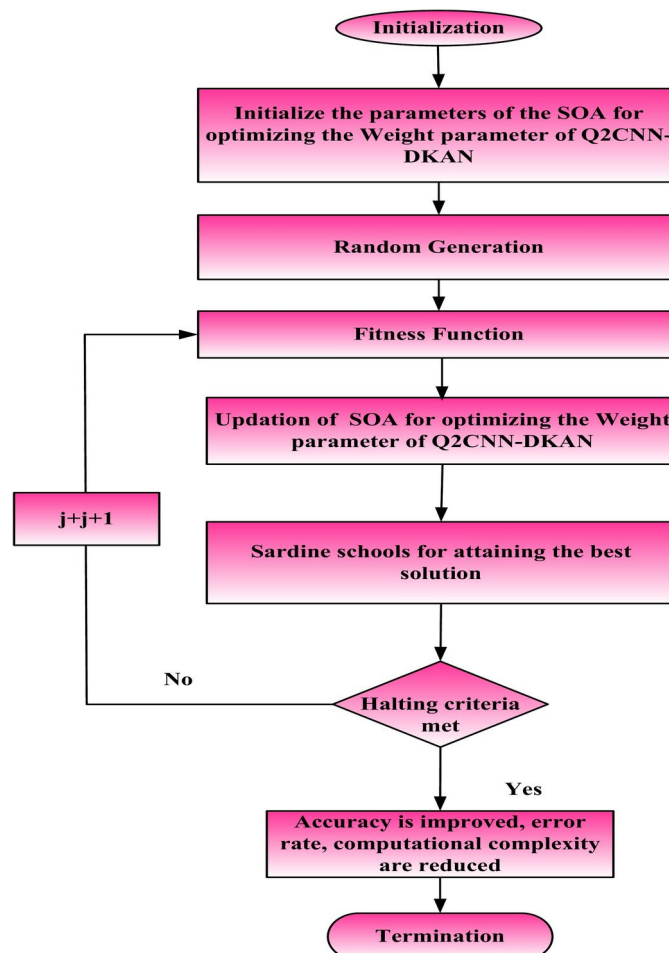 Initialization
Initialize the parameters of the SOA for
optimizing the Weight parameter of Q2CNN-
DKAN
Random Generation
Fitness Function
Updation of SOA for optimizing the Weight
parameter of Q2CNN-DKAN
j+j+1
Sardine schools for attaining the best
solution
No
Halting criteria
met
Yes
Accuracy is improved, error
rate, computational complexity
are reduced
Termination